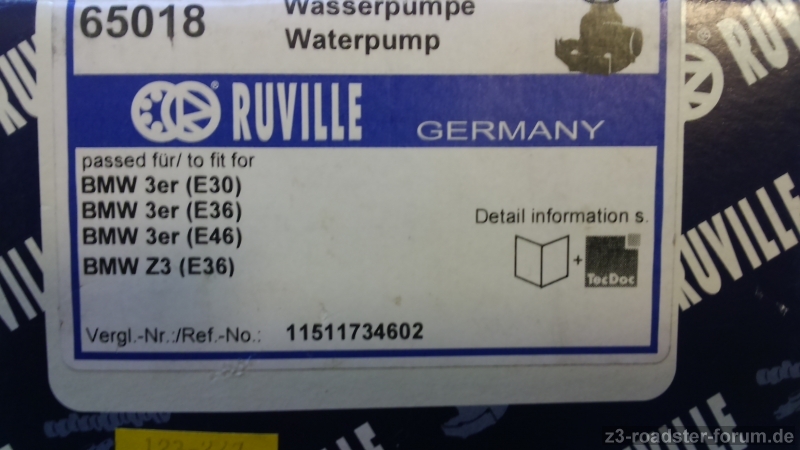 65018
Wasserpumpe
Waterpump
RUVILLE GERMANY
passed für/ to fit for
BMW 3er (E30)
BMW 3er (E36)
BMW 3er (E46)
BMW Z3 (E36)
Detail information s.
+
TecDoc
Vergl.-Nr.:/Ref.-No.: 11511734602
RUVILLE
z3-roadster-forum.de